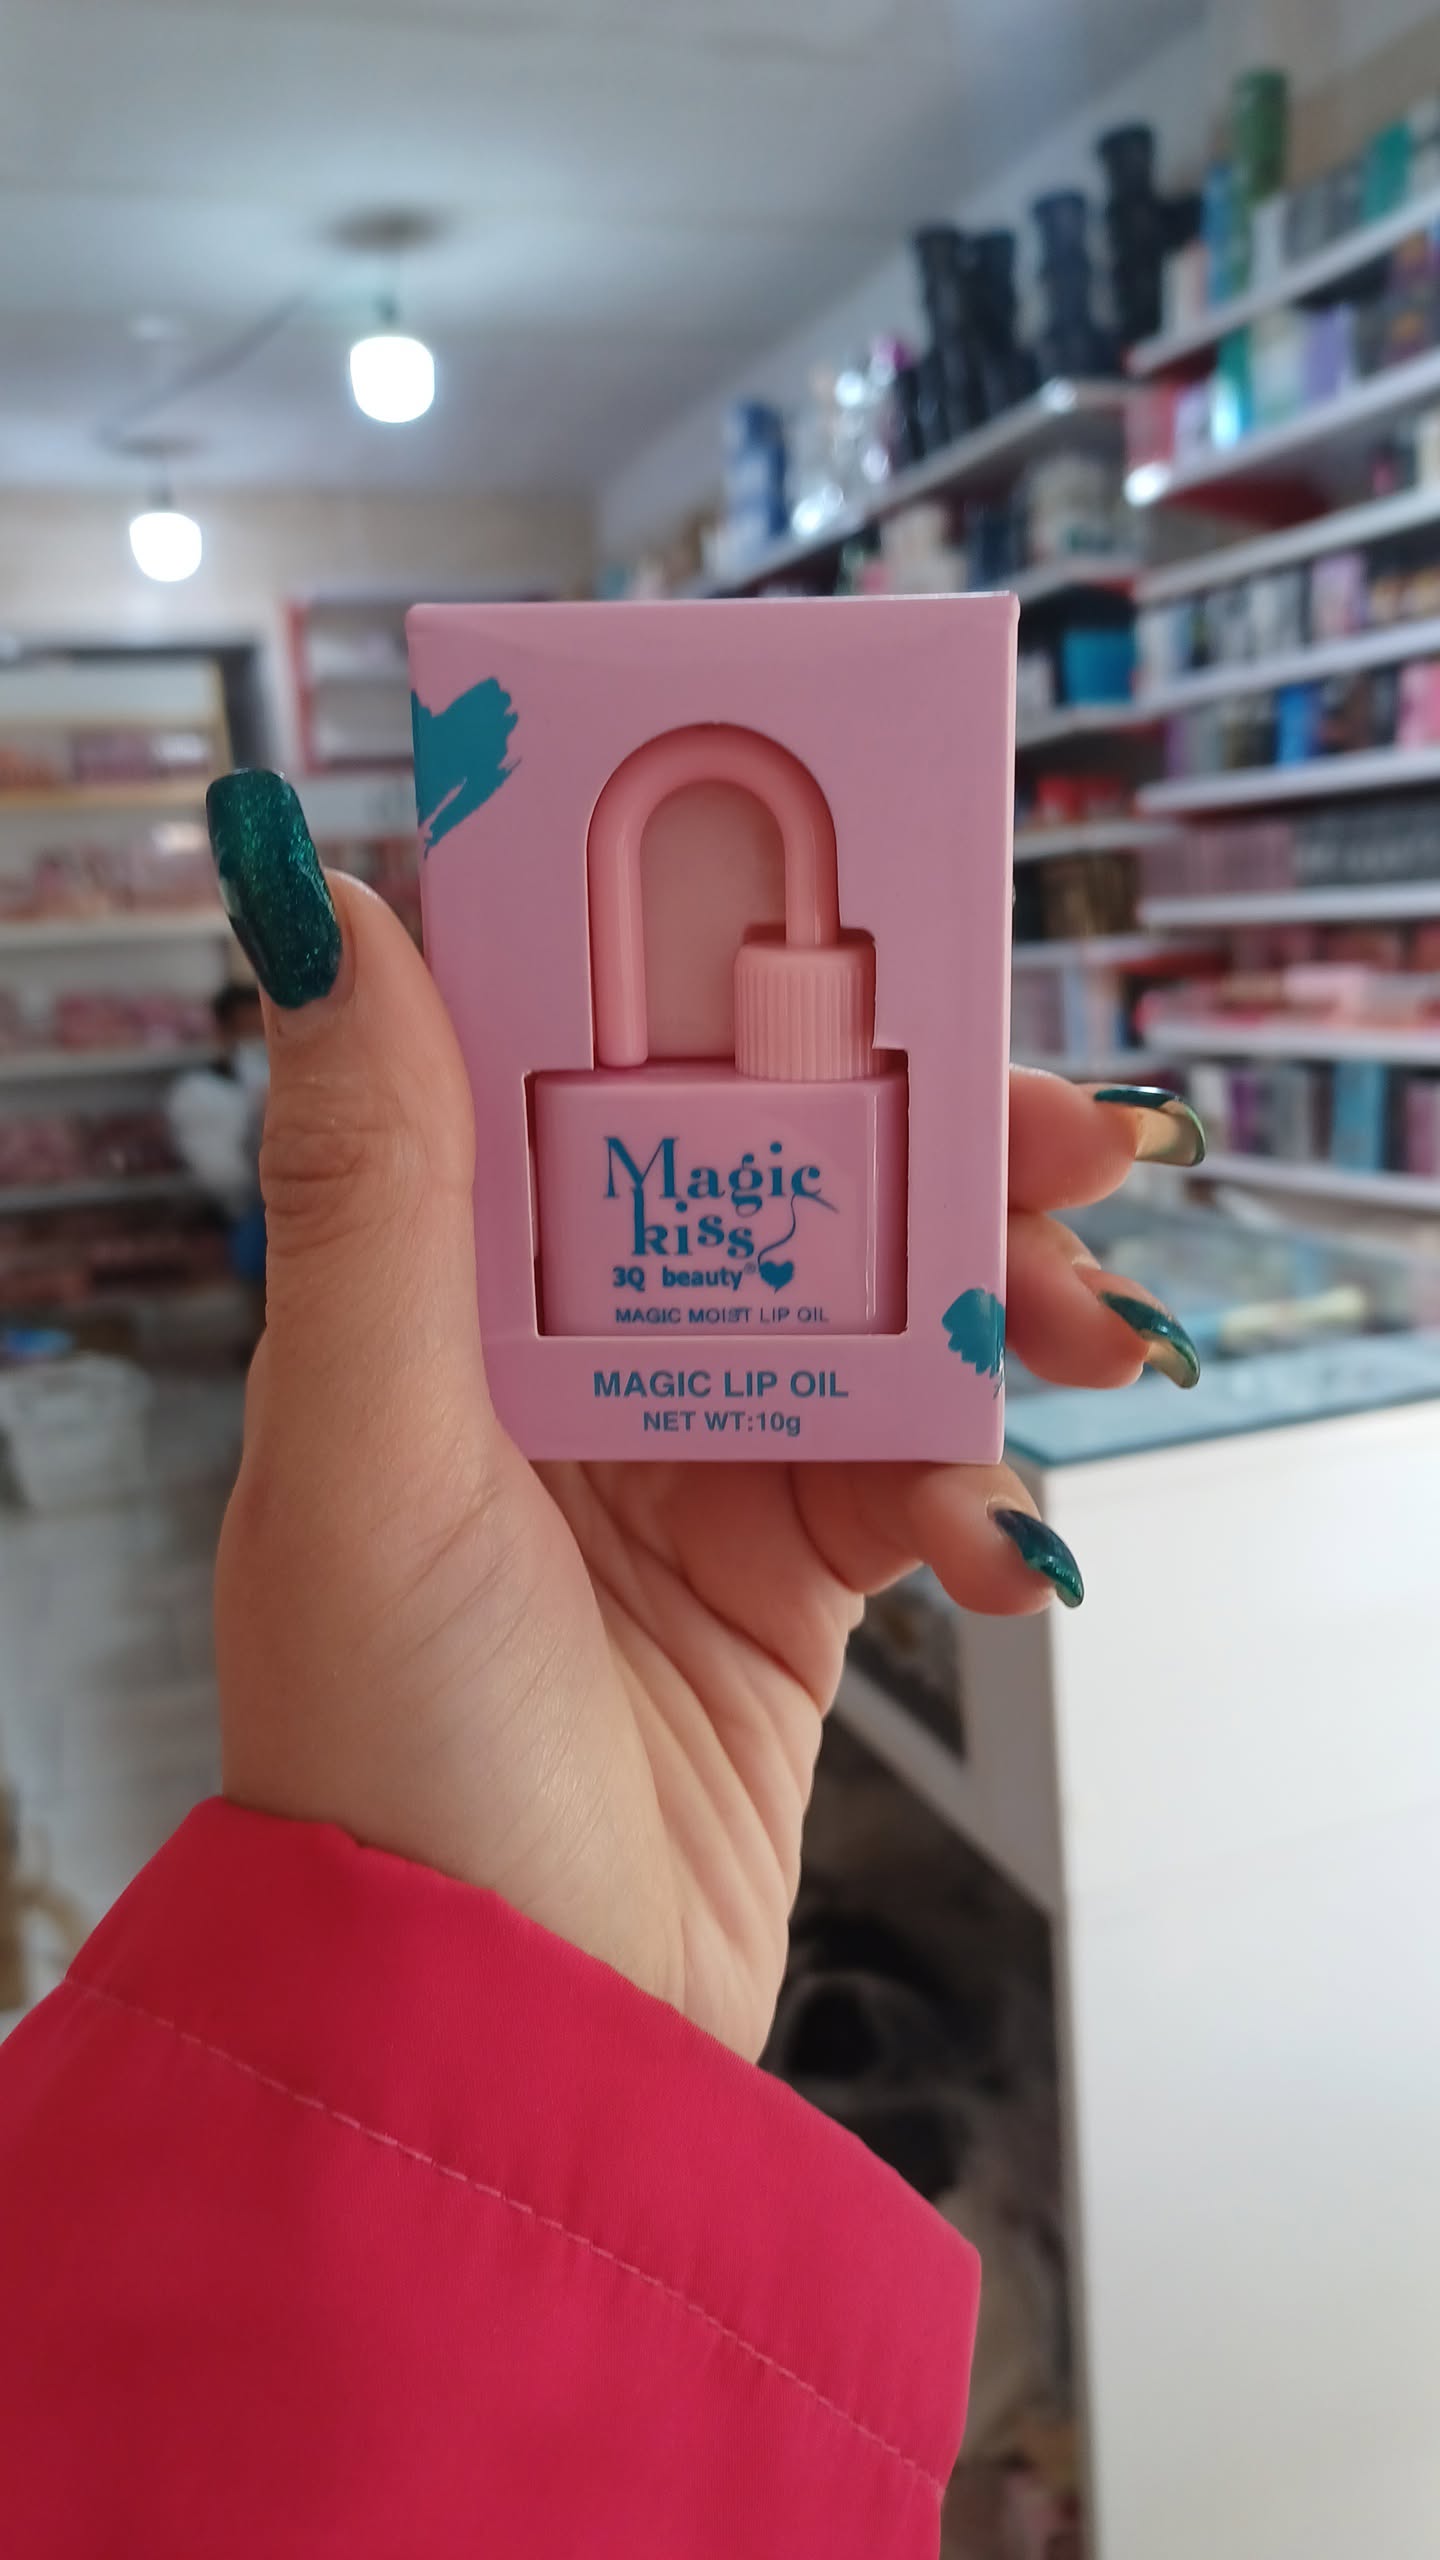 Magic
kiss
3Q beauty®
MAGIC MOIST LIP OIL
MAGIC LIP OIL
NET WT:10g